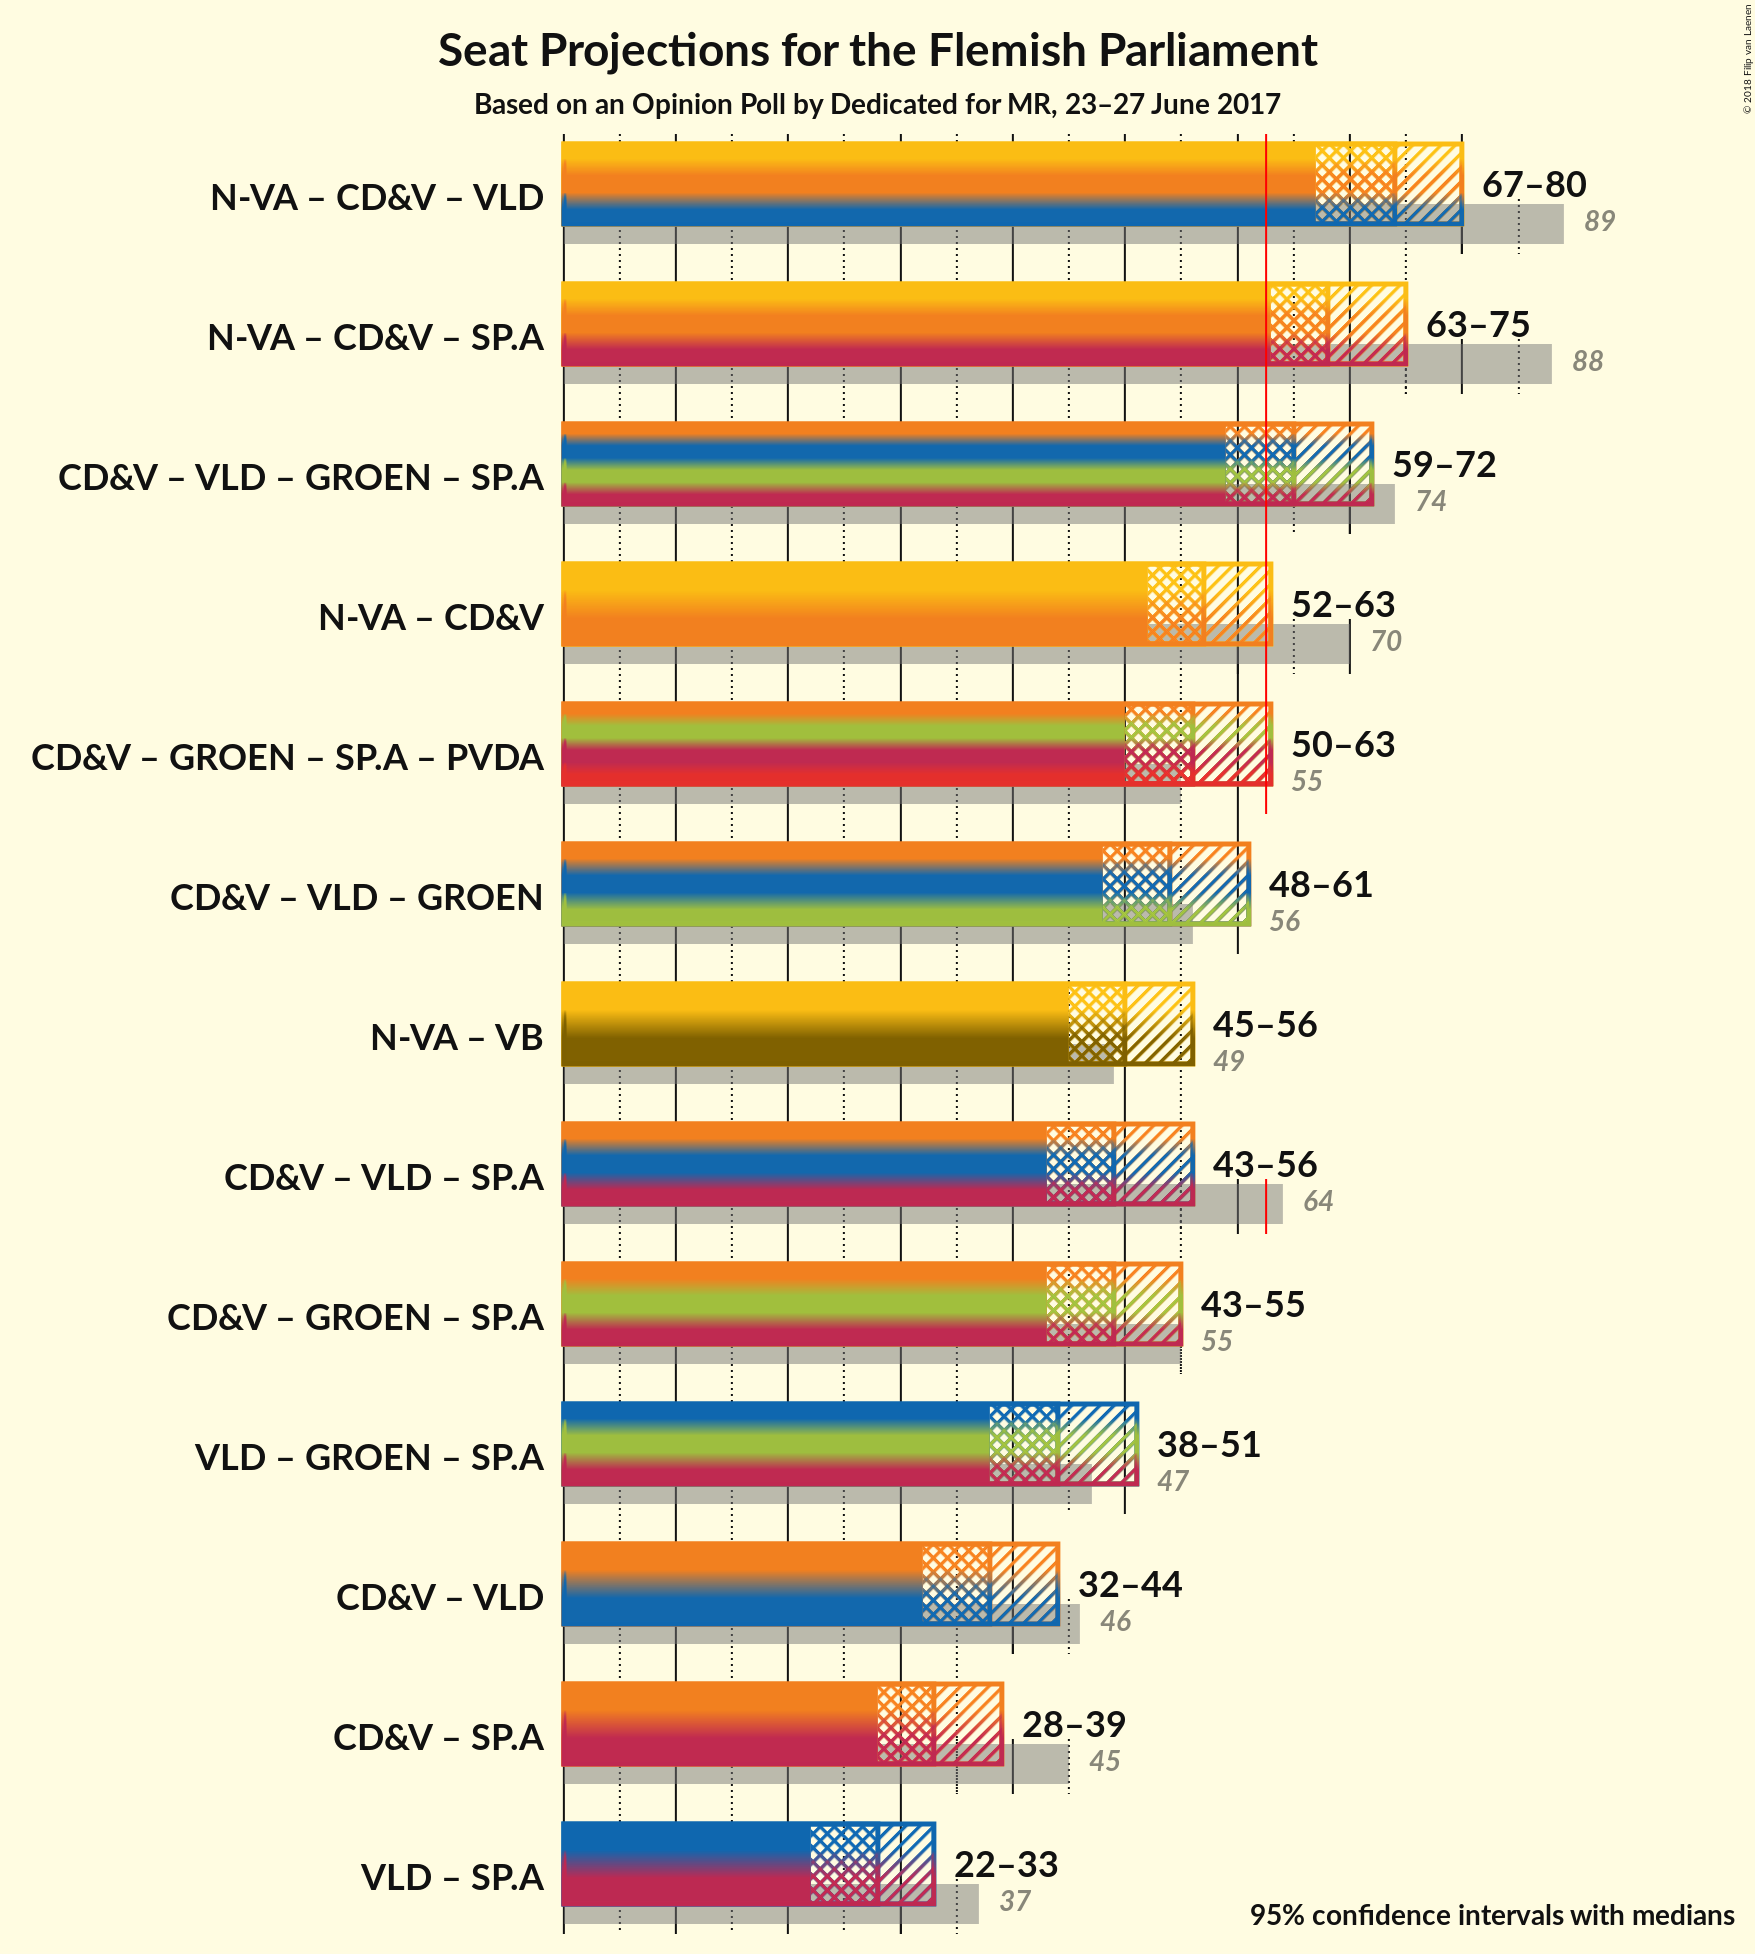 Seat Projections for the Flemish Parliament
Based on an Opinion Poll by Dedicated for MR, 23–27 June 2017
© 2018 Filip van Laenen
N-VA – CD&V – VLD
67–80
89
N-VA – CD&V – SP.A
63–75
88
CD&V – VLD – GROEN – SP.A
59–72
74
N-VA – CD&V
52–63
70
CD&V – GROEN – SP.A – PVDA
50–63
55
CD&V – VLD – GROEN
48–61
56
N-VA – VB
45–56
49
CD&V – VLD – SP.A
43–56
64
CD&V – GROEN – SP.A
43–55
55
VLD – GROEN – SP.A
38–51
47
CD&V – VLD
32–44
46
CD&V – SP.A
28–39
45
VLD – SP.A
22–33
37
95% confidence intervals with medians